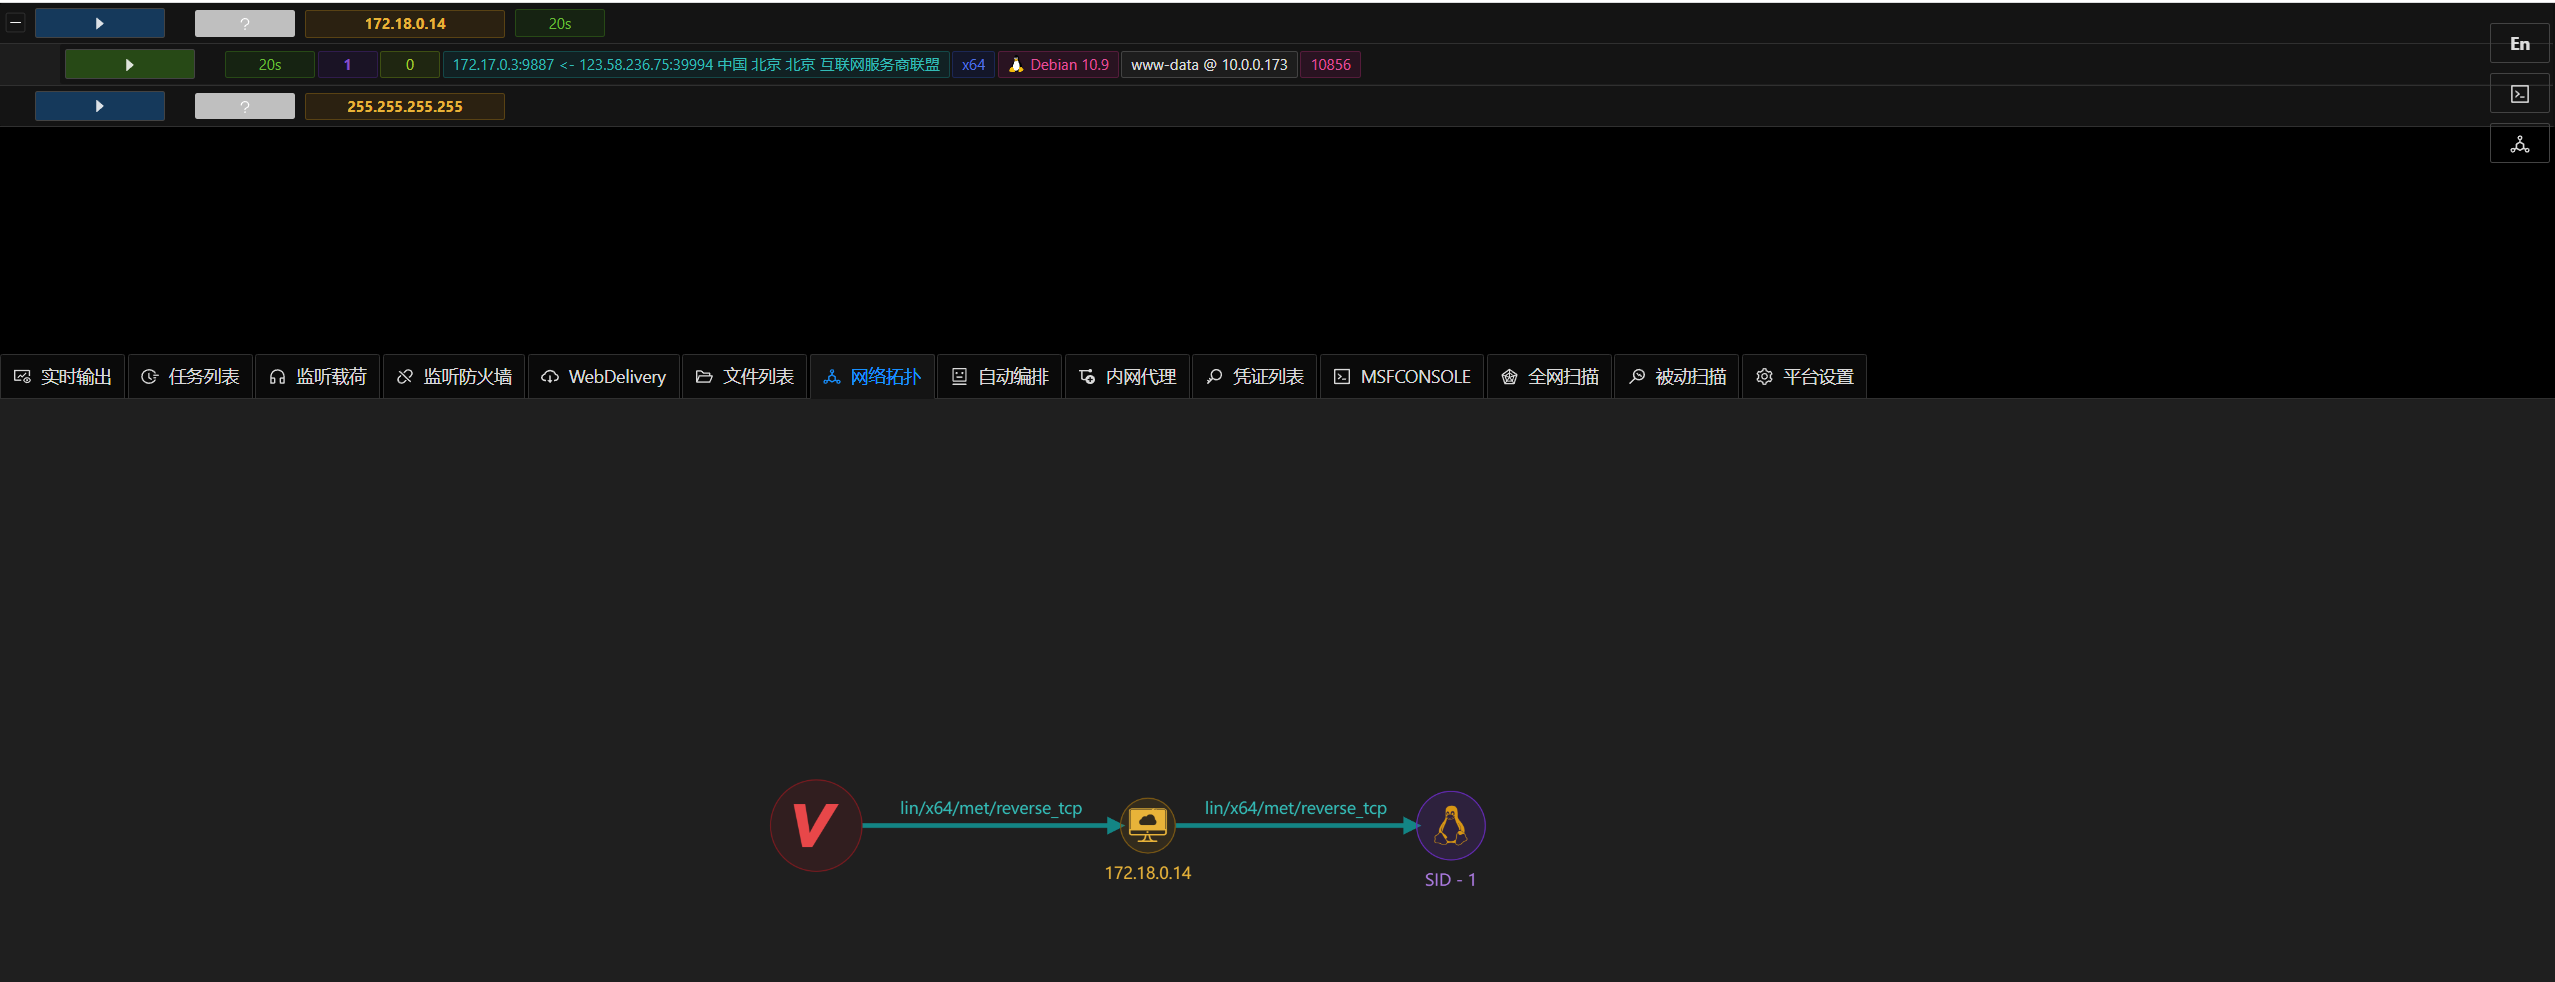 ? 172.18.0.14 20s
En
20s 1 0 172.17.0.3:9887 <- 123.58.236.75:39994 中国 北京 北京 互联网服务商联盟 x64 Debian 10.9 www-data @ 10.0.0.173 10856
? 255.255.255.255
实时输出 任务列表 监听载荷 监听防火墙 WebDelivery 文件列表 网络拓扑 自动编排 内网代理 凭证列表 MSFCONSOLE 全网扫描 被动扫描 平台设置
lin/x64/met/reverse_tcp lin/x64/met/reverse_tcp
V
172.18.0.14
SID - 1